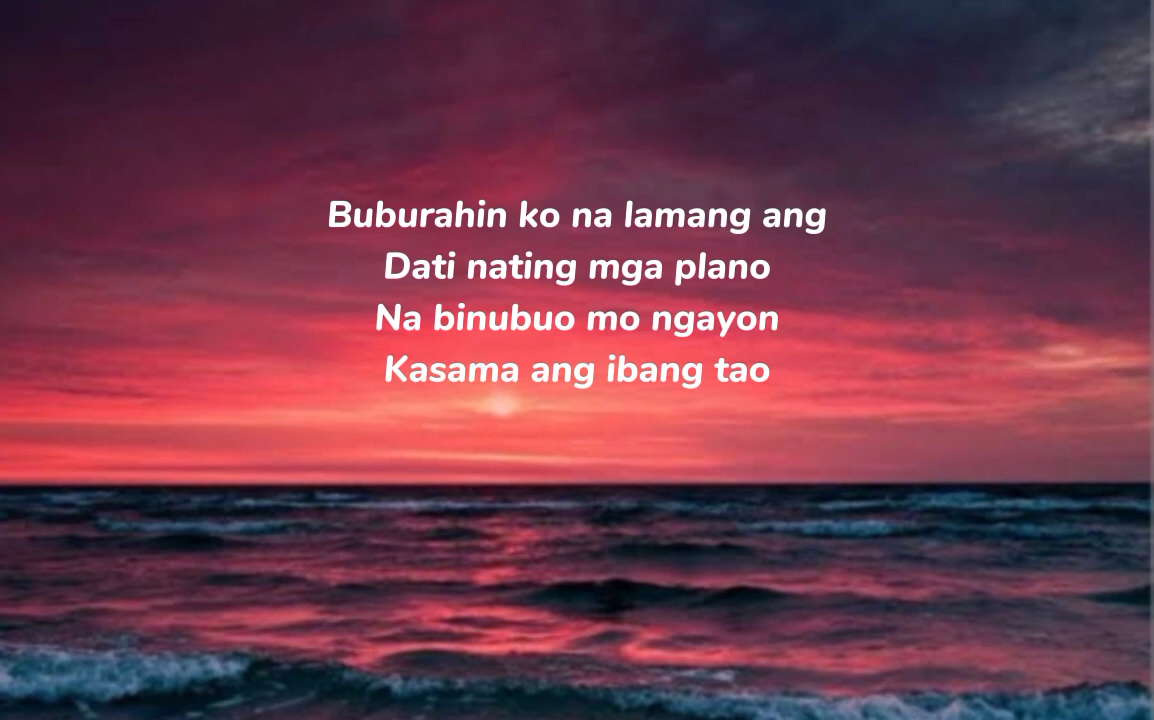 Buburahin ko na lamang ang
Dati nating mga plano
Na binubuo mo ngayon
Kasama ang ibang tao